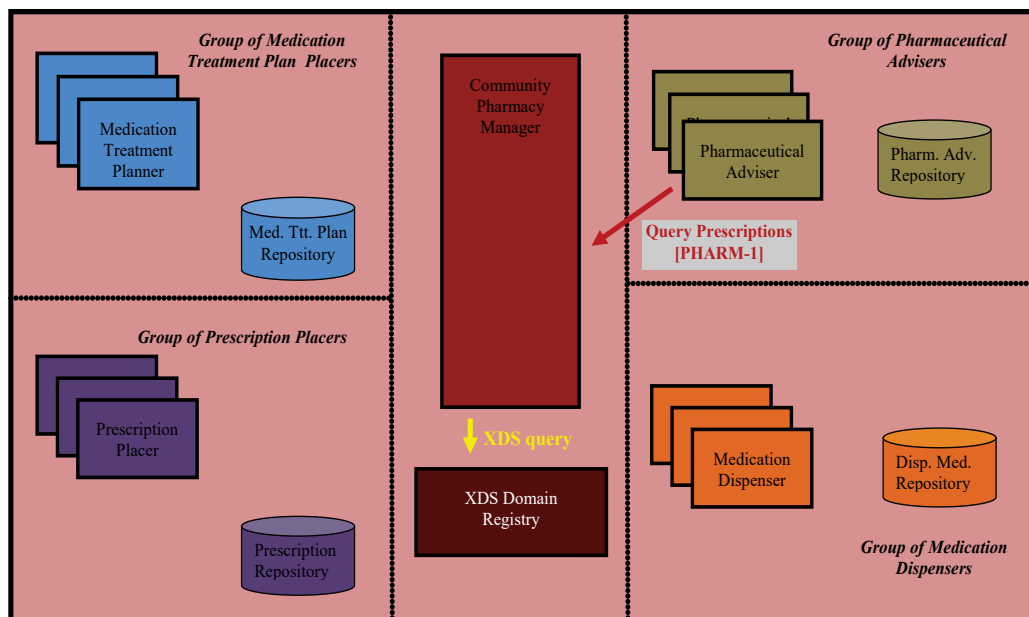 Group of Medication
Treatment Plan Placers
Medication
Treatment
Planner
Med. Ttt. Plan
Repository
Community
Pharmacy
Manager
Group of Pharmaceutical
Advisers
Pharmaceutical
Adviser
Pharm. Adv.
Repository
Query Prescriptions
[PHARM-1]
Group of Prescription Placers
Prescription
Placer
Prescription
Repository
XDS query
XDS Domain
Registry
Medication
Dispenser
Disp. Med.
Repository
Group of Medication
Dispensers